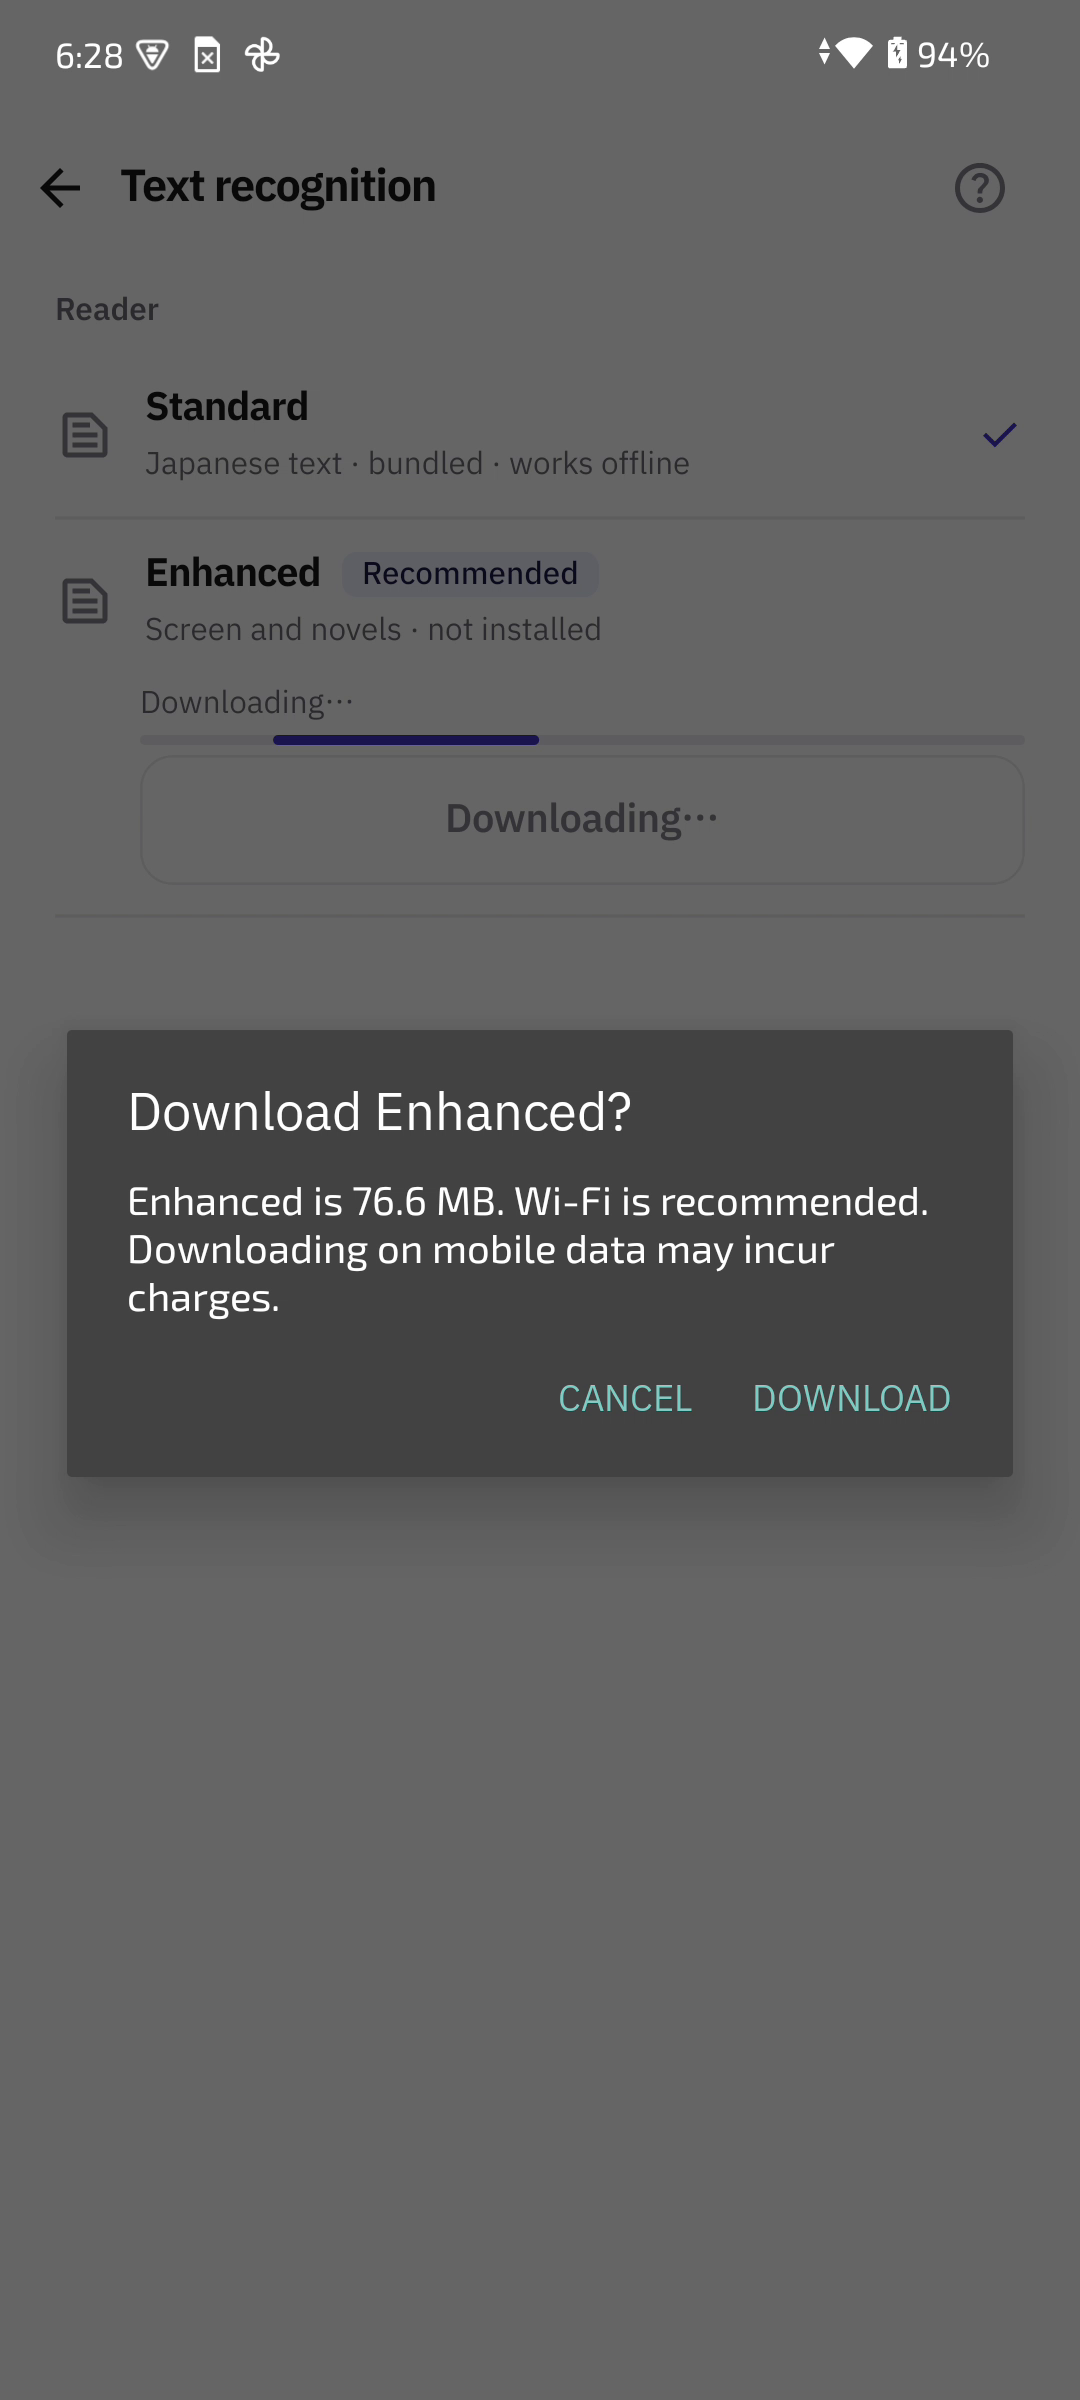 6:28
94%
Text recognition
Reader
Standard
Japanese text · bundled · works offline
Enhanced Recommended
Screen and novels · not installed
Downloading···
Downloading···
Download Enhanced?
Enhanced is 76.6 MB. Wi-Fi is recommended.
Downloading on mobile data may incur
charges.
CANCEL DOWNLOAD